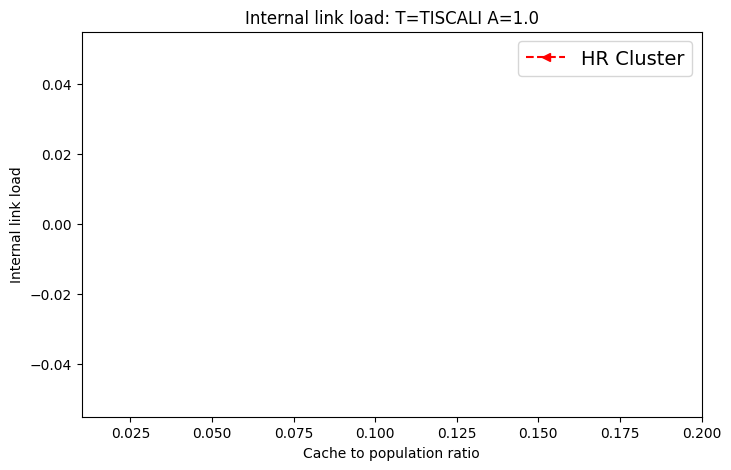 Internal link load: T=TISCALI A=1.0
HR Cluster
Internal link load
0.04
0.02
0.00
−0.02
−0.04
0.025 0.050 0.075 0.100 0.125 0.150 0.175 0.200
Cache to population ratio